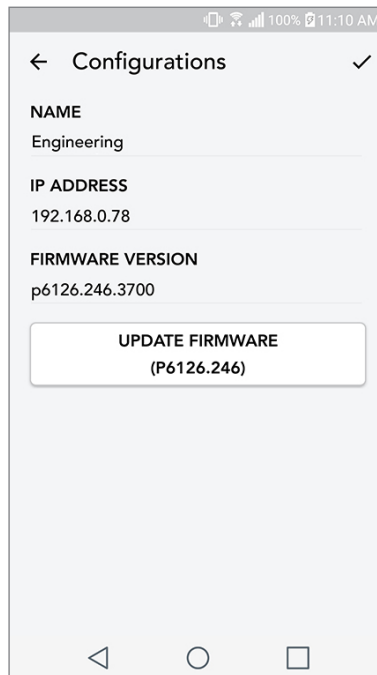 100% 11:10 AM
Configurations
NAME
Engineering
IP ADDRESS
192.168.0.78
FIRMWARE VERSION
p6126.246.3700
UPDATE FIRMWARE
(P6126.246)